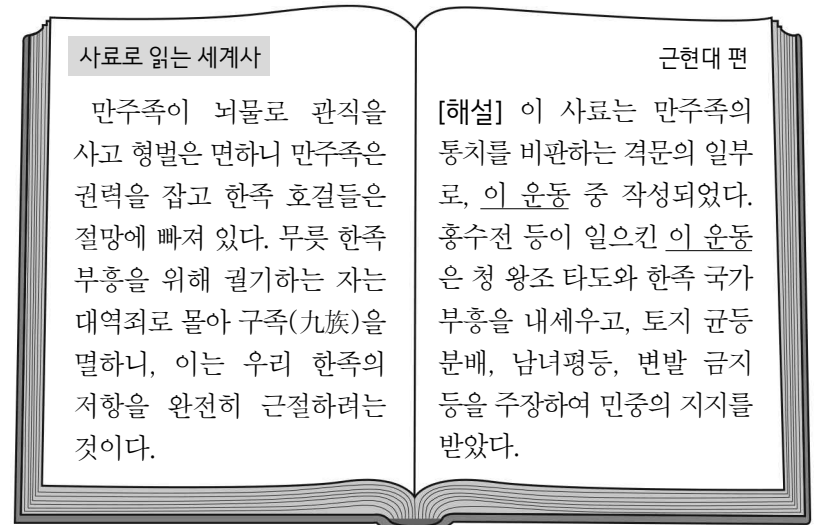 사료로 읽는 세계사
만주족이 뇌물로 관직을
사고 형벌은 면하니 만주족은
권력을 잡고 한족 호걸들은
절망에 빠져 있다. 무릇 한족
부흥을 위해 궐기하는 자는
대역죄로 몰아 구족(九族)을
멸하니, 이는 우리 한족의
저항을 완전히 근절하려는
것이다.
근현대 편
[해설] 이 사료는 만주족의
통치를 비판하는 격문의 일부
로, 이 운동 중 작성되었다.
홍수전 등이 일으킨 이 운동
은 청 왕조 타도와 한족 국가
부흥을 내세우고, 토지 균등
분배, 남녀평등, 변발 금지
등을 주장하여 민중의 지지를
받았다.